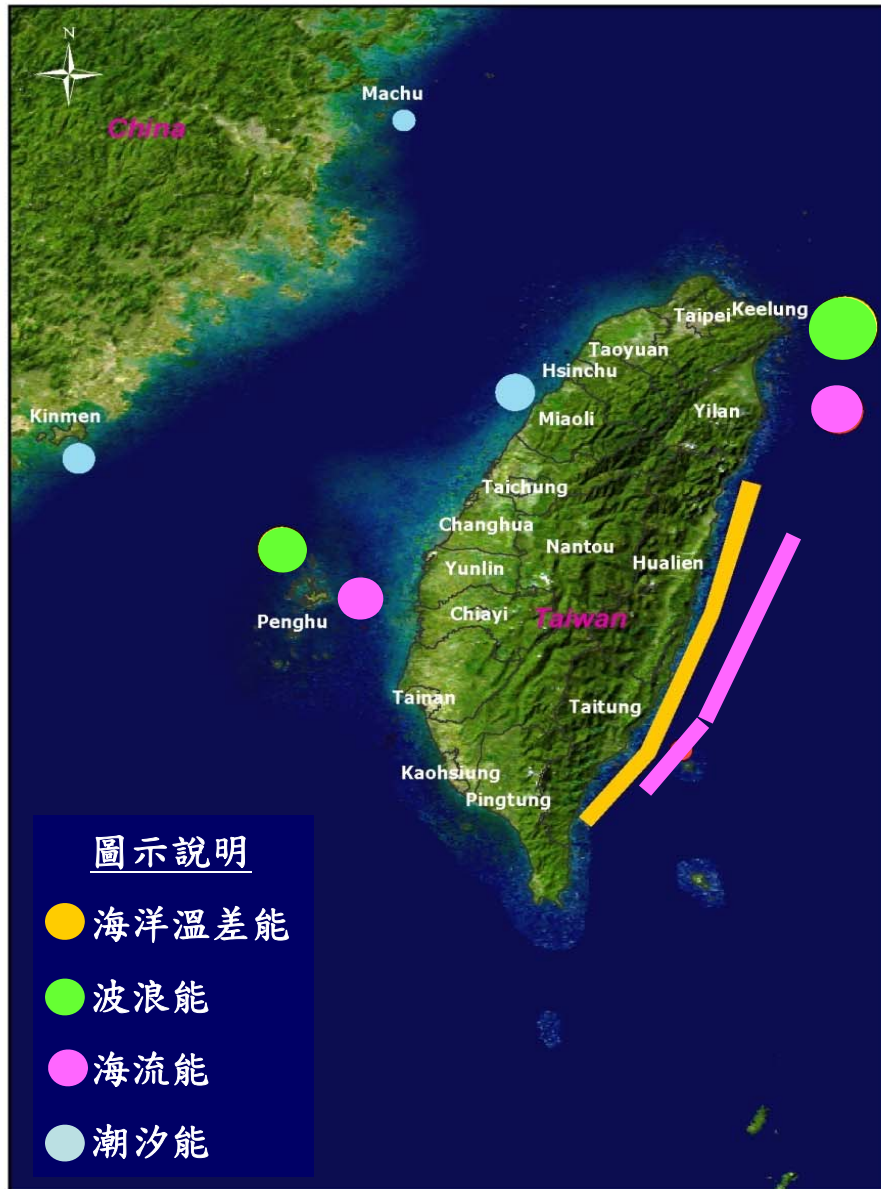 N
Machu
China
Keelung
Taipei
Taoyuan
Hsinchu
Kinmen
Miaoli
Yilan
Taichung
Changhua
Nantou
Hualien
Yunlin
Penghu
Chiayi
Taiwan
Tainan
Taitung
Kaohsiung
Pingtung
圖示說明
海洋溫差能
波浪能
海流能
潮汐能